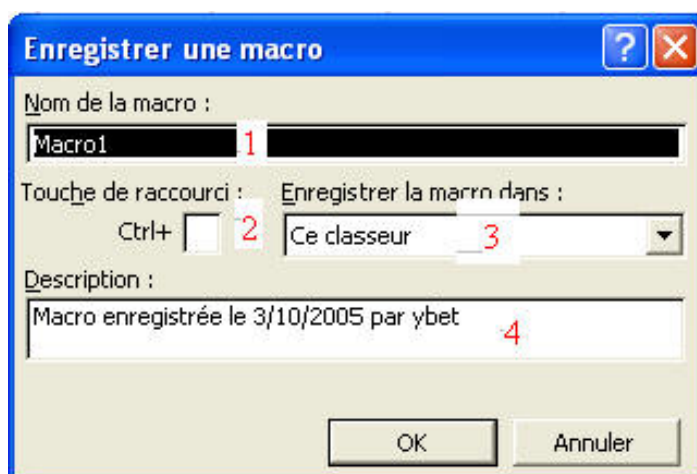 Enregistrer une macro
Nom de la macro :
Macro1 1
Touche de raccourci : Enregistrer la macro dans :
Ctrl+ 2 Ce classeur 3
Description :
Macro enregistrée le 3/10/2005 par ybet 4
OK Annuler